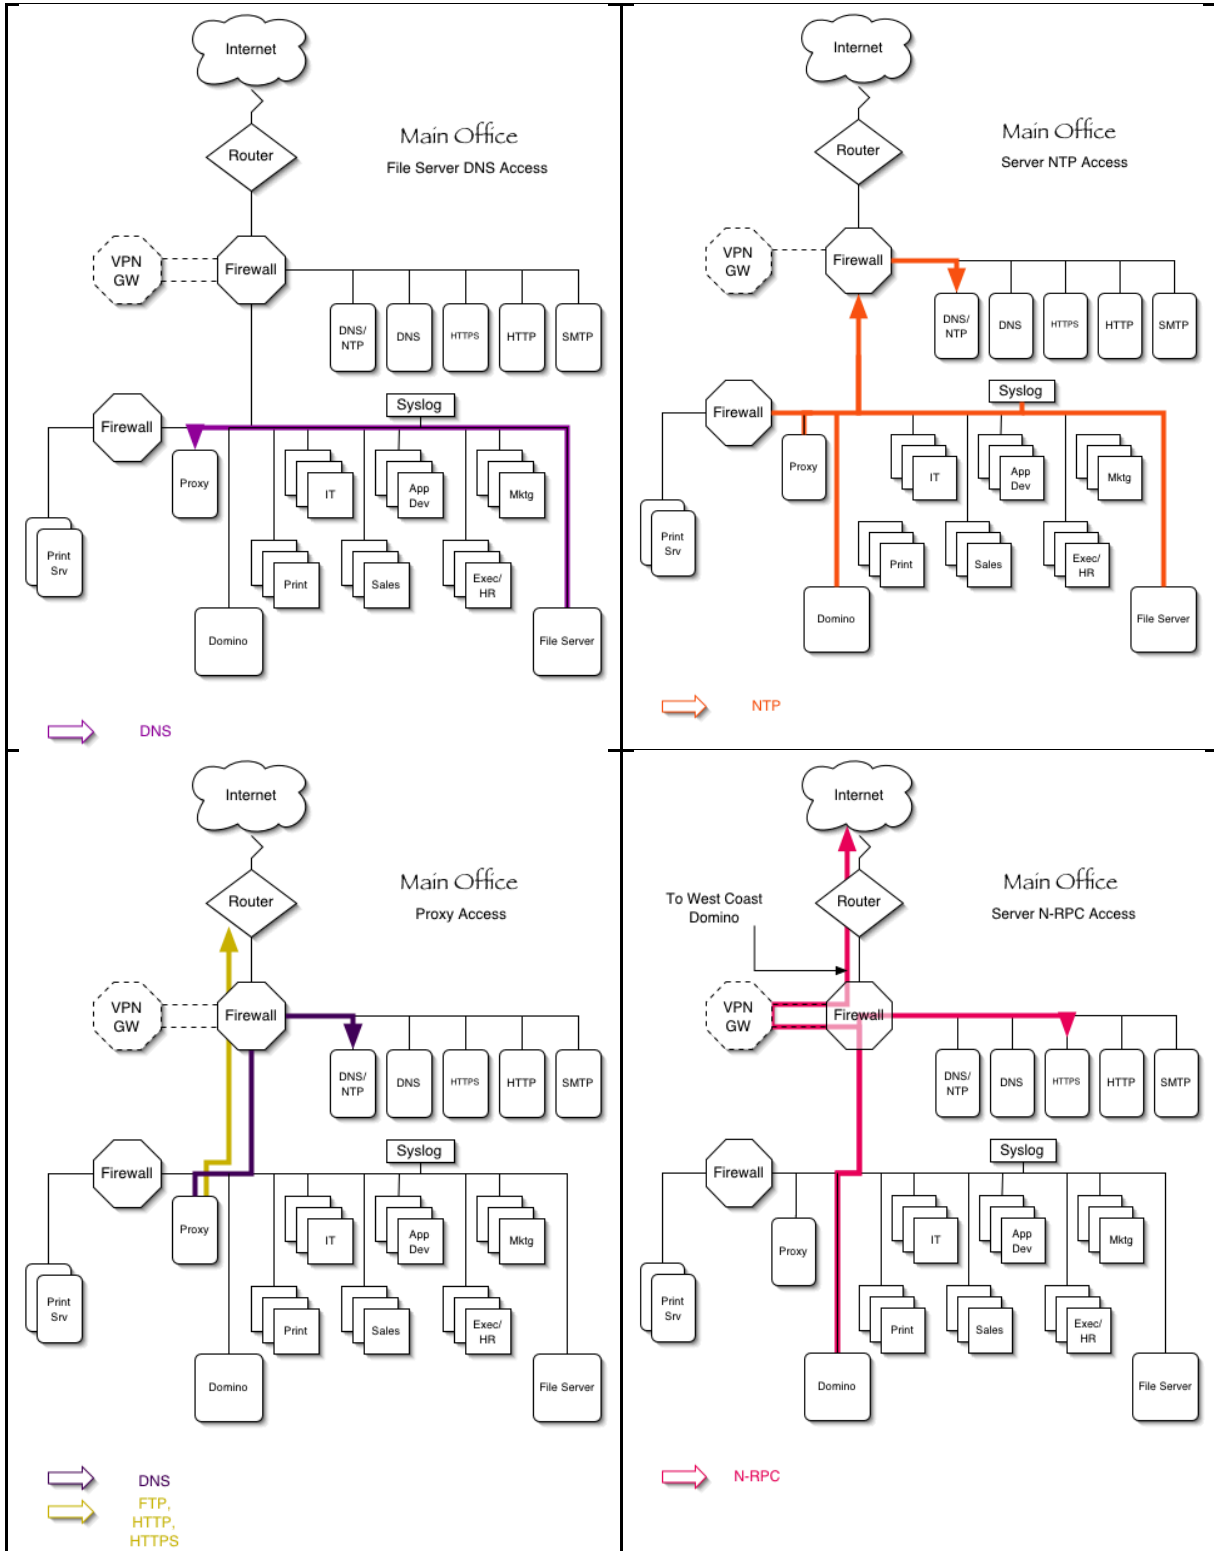 Internet
Main Office
Router
File Server DNS Access
VPN
GW
Firewall
DNS/
NTP
DNS
HTTPS
HTTP
SMTP
Syslog
Firewall
Proxy
IT
App
Dev
Mktg
Print
Srv
Print
Sales
Exec/
HR
Domino
File Server
DNS
Internet
Main Office
Router
Server NTP Access
VPN
GW
Firewall
DNS/
NTP
DNS
HTTPS
HTTP
SMTP
Syslog
Firewall
Proxy
IT
App
Dev
Mktg
Print
Srv
Print
Sales
Exec/
HR
Domino
File Server
NTP
Internet
Main Office
Router
Proxy Access
VPN
GW
Firewall
DNS/
NTP
DNS
HTTPS
HTTP
SMTP
Syslog
Firewall
Proxy
IT
App
Dev
Mktg
Print
Srv
Print
Sales
Exec/
HR
Domino
File Server
DNS
FTP,
HTTP,
HTTPS
Internet
Main Office
To West Coast
Domino
Router
Server N-RPC Access
VPN
GW
Firewall
DNS/
NTP
DNS
HTTPS
HTTP
SMTP
Syslog
Firewall
Proxy
IT
App
Dev
Mktg
Print
Srv
Print
Sales
Exec/
HR
Domino
File Server
N-RPC